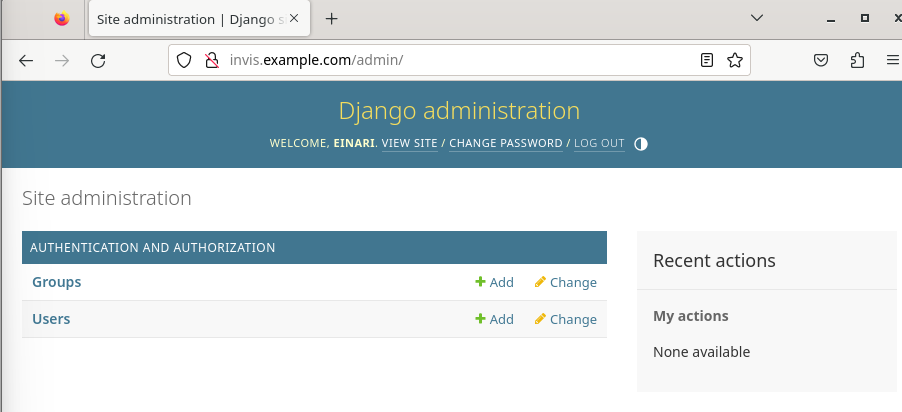 Site administration | Django s
invis.example.com/admin/
Django administration
WELCOME, EINARI. VIEW SITE / CHANGE PASSWORD / LOG OUT
Site administration
AUTHENTICATION AND AUTHORIZATION
Groups Add Change
Users Add Change
Recent actions
My actions
None available